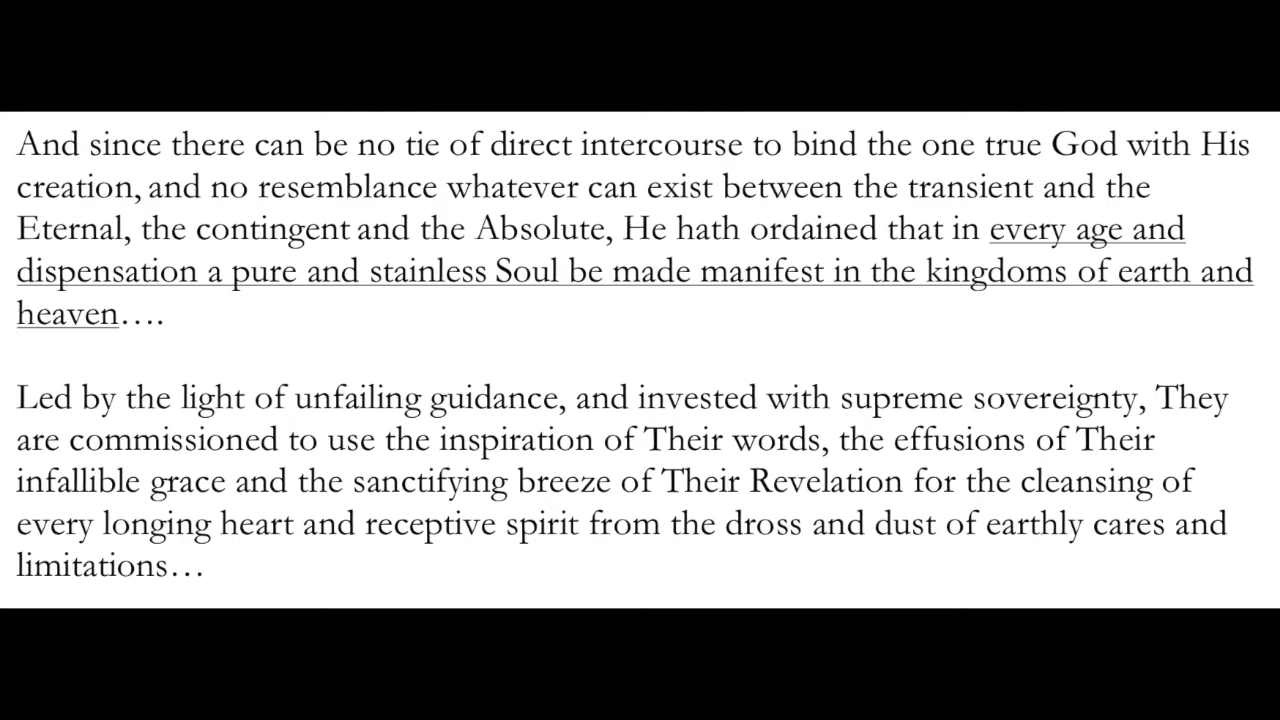 And since there can be no tie of direct intercourse to bind the one true God with His
creation, and no resemblance whatever can exist between the transient and the
Eternal, the contingent and the Absolute, He hath ordained that in every age and
dispensation a pure and stainless Soul be made manifest in the kingdoms of earth and
heaven….
Led by the light of unfailing guidance, and invested with supreme sovereignty, They
are commissioned to use the inspiration of Their words, the effusions of Their
infallible grace and the sanctifying breeze of Their Revelation for the cleansing of
every longing heart and receptive spirit from the dross and dust of earthly cares and
limitations…